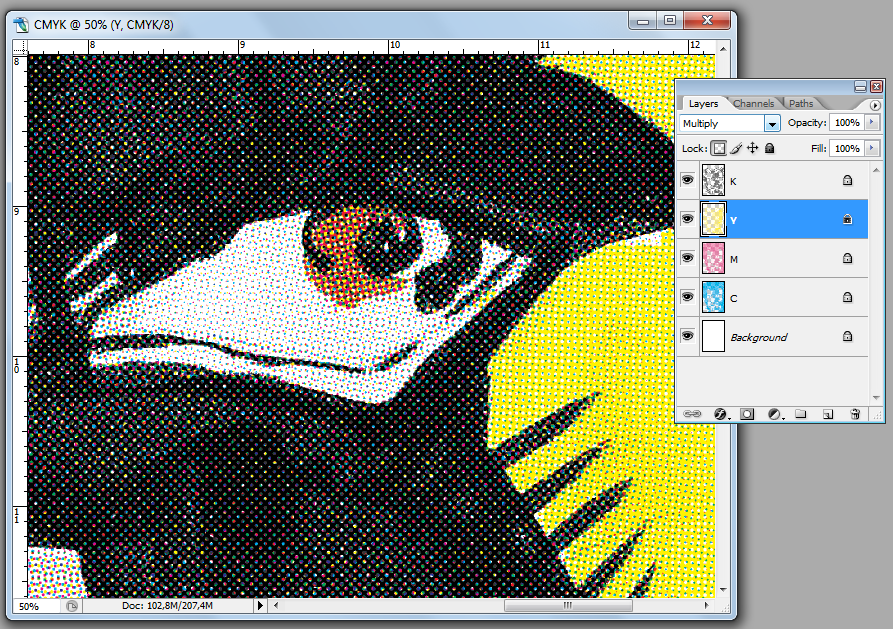 CMYK @ 50% (Y, CMYK/8)
8 9 10 11 12
8
9
10
11
Layers Channels Paths
Multiply Opacity: 100%
Lock: Fill: 100%
K
Y
M
C
Background
50% Doc: 102,8M/207,4M